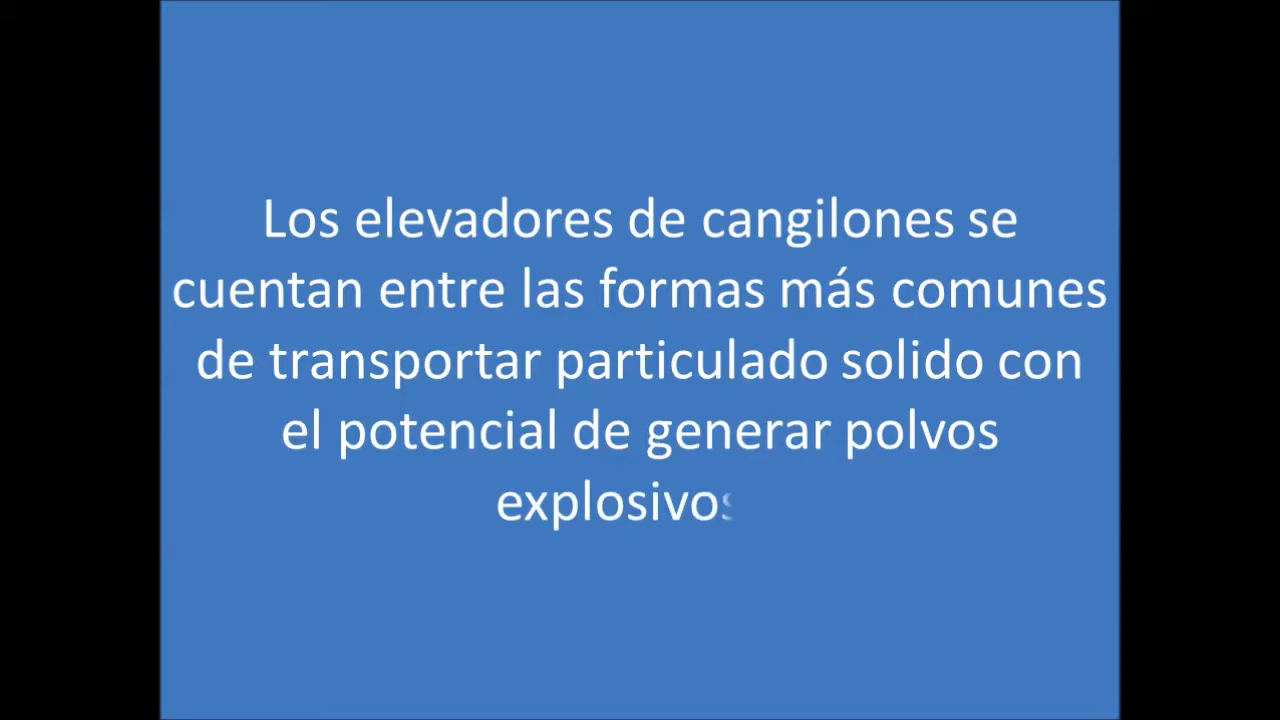 Los elevadores de cangilones se
cuentan entre las formas más comunes
de transportar particulado solido con
el potencial de generar polvos
explosivos